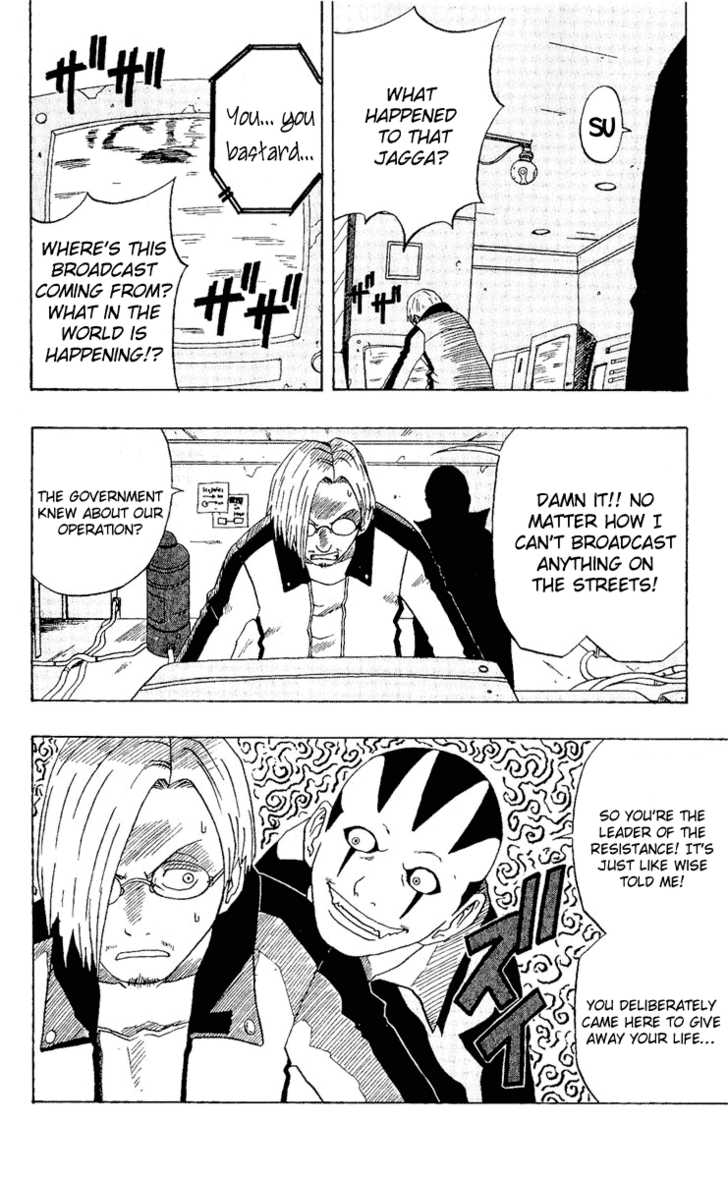 SU
WHAT
HAPPENED
TO THAT
JAGGA?
ザザ
ザザ
You... you
bastard...
WHERE'S THIS
BROADCAST
COMING FROM?
WHAT IN THE
WORLD IS
HAPPENING!?
ザザ
DAMN IT!! NO
MATTER HOW I
CAN'T BROADCAST
ANYTHING ON
THE STREETS!
THE GOVERNMENT
KNEW ABOUT OUR
OPERATION?
SO YOU'RE THE
LEADER OF THE
RESISTANCE! IT'S
JUST LIKE WISE
TOLD ME!
ズイ
YOU DELIBERATELY
CAME HERE TO GIVE
AWAY YOUR LIFE...